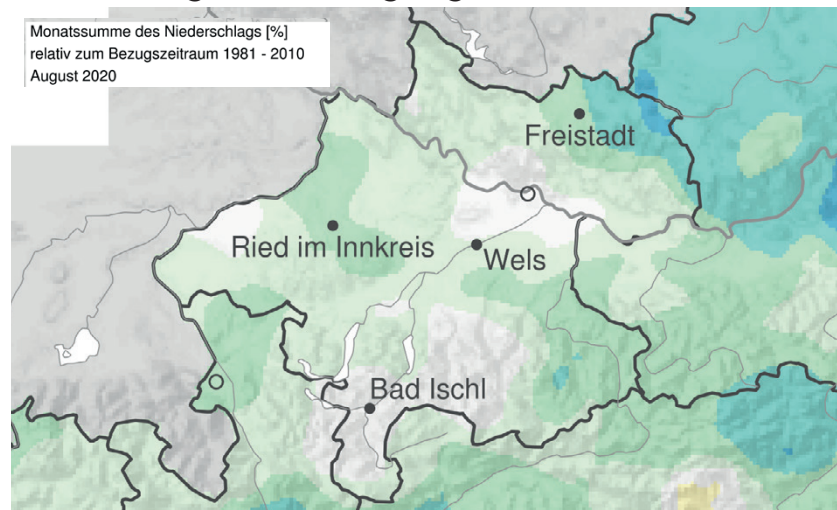 Monatssumme des Niederschlags [%]
relativ zum Bezugszeitraum 1981 - 2010
August 2020
Freistadt
Ried im Innkreis
Wels
Bad Ischl